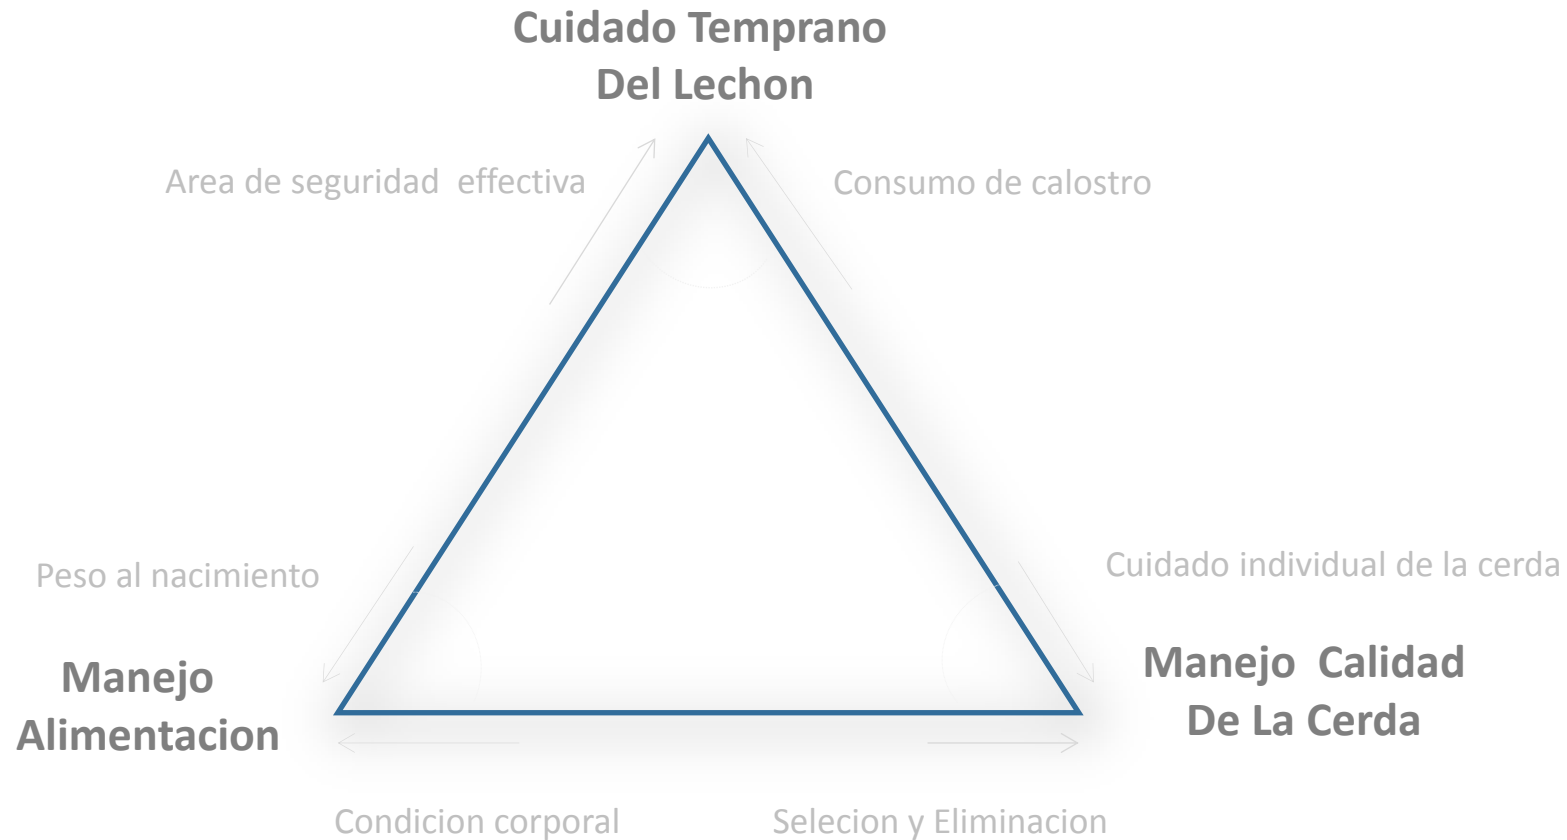 Cuidado Temprano
Del Lechon
Area de seguridad  effectiva
Consumo de calostro
Peso al nacimiento
Cuidado individual de la cerda
Manejo
Alimentacion
Manejo  Calidad
De La Cerda
Condicion corporal
Selecion y Eliminacion